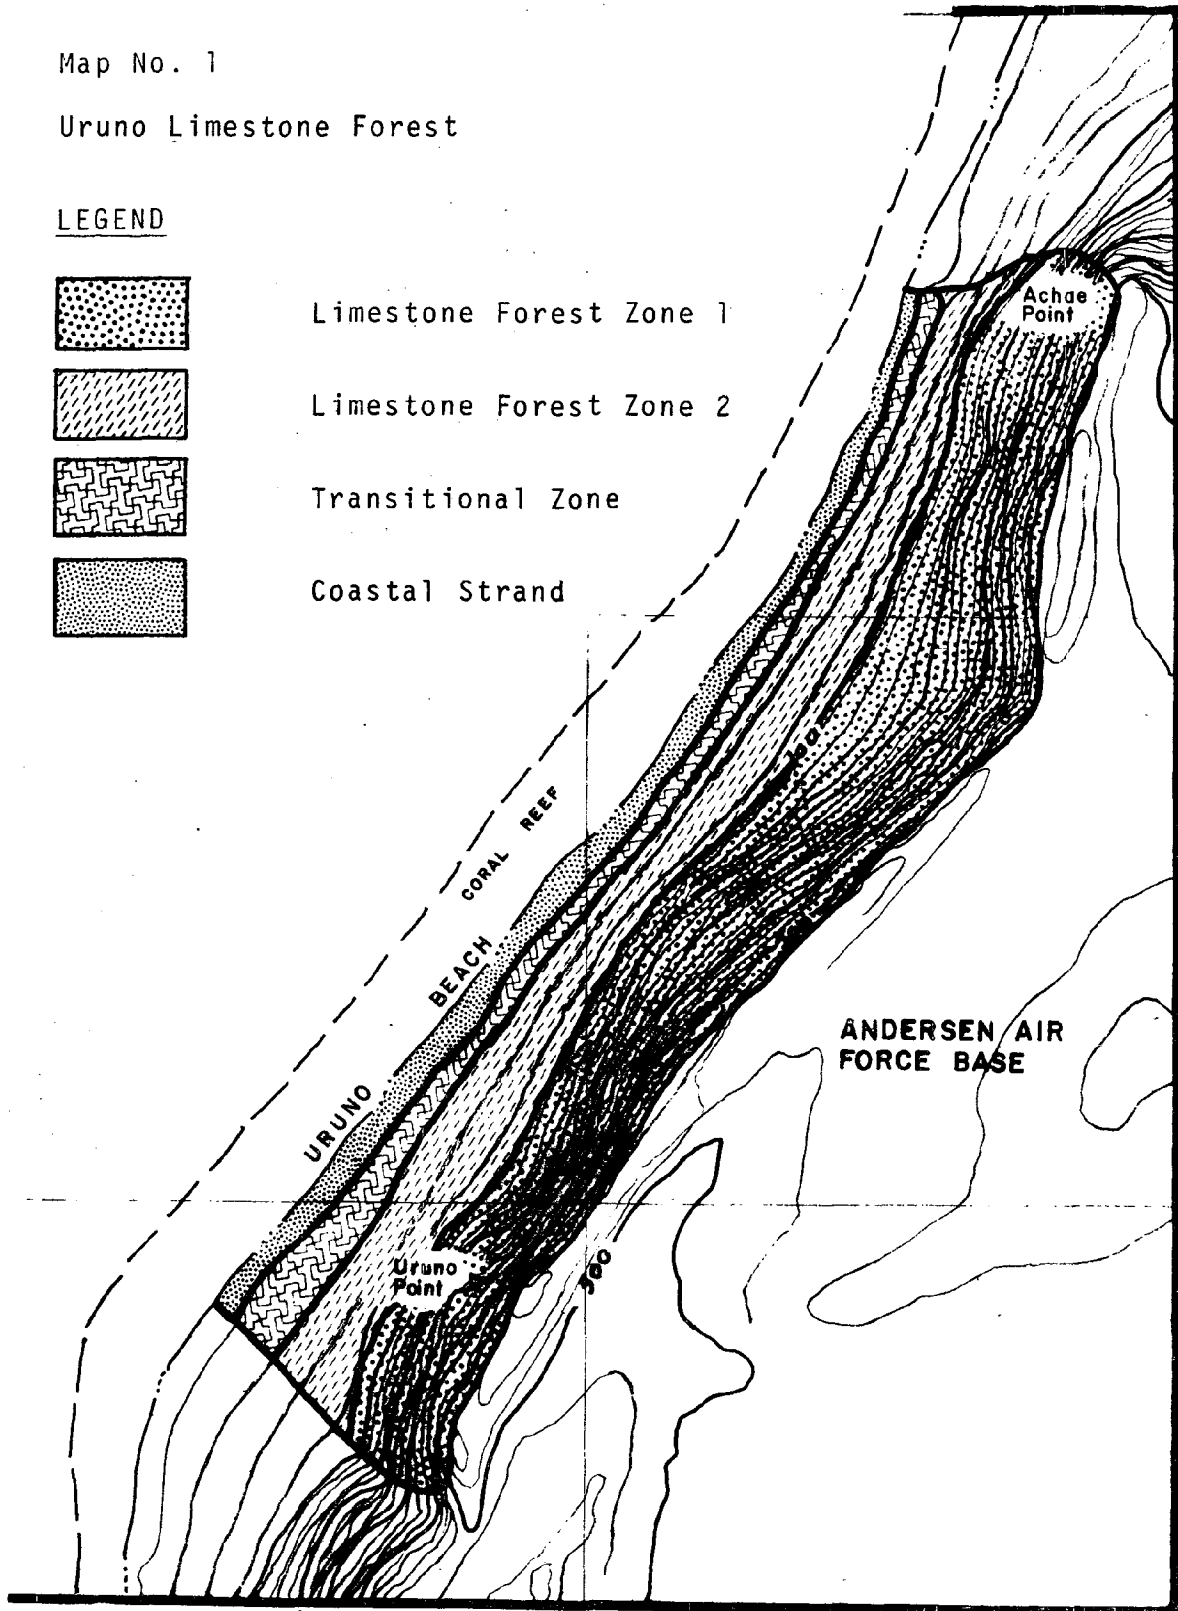 Map No. 1
Uruno Limestone Forest
LEGEND
Limestone Forest Zone 1
Limestone Forest Zone 2
Transitional Zone
Coastal Strand
Achae
Point
100
CORAL REEF
URUNO BEACH
ANDERSEN AIR
FORCE BASE
Uruno
Point
500